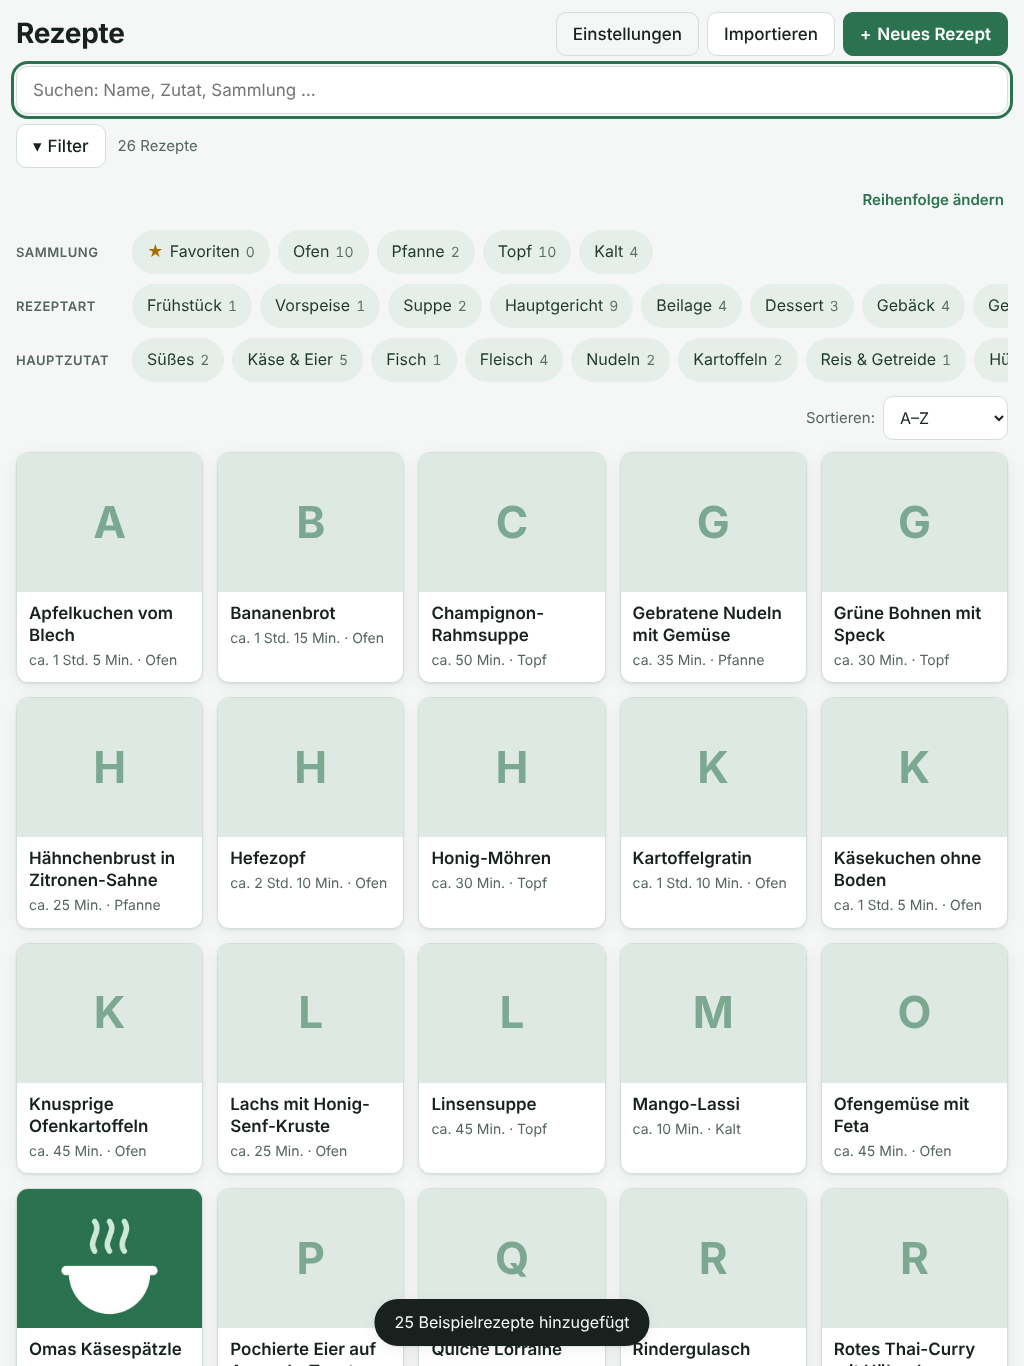 Rezepte
Einstellungen
Importieren
+ Neues Rezept
Suchen: Name, Zutat, Sammlung ...
▾ Filter
26 Rezepte
Reihenfolge ändern
SAMMLUNG
★ Favoriten 0
Ofen 10
Pfanne 2
Topf 10
Kalt 4
REZEPTART
Frühstück 1
Vorspeise 1
Suppe 2
Hauptgericht 9
Beilage 4
Dessert 3
Gebäck 4
Ge
HAUPTZUTAT
Süßes 2
Käse & Eier 5
Fisch 1
Fleisch 4
Nudeln 2
Kartoffeln 2
Reis & Getreide 1
Hü
Sortieren:
A–Z
A
Apfelkuchen vom
Blech
ca. 1 Std. 5 Min. · Ofen
B
Bananenbrot
ca. 1 Std. 15 Min. · Ofen
C
Champignon-
Rahmsuppe
ca. 50 Min. · Topf
G
Gebratene Nudeln
mit Gemüse
ca. 35 Min. · Pfanne
G
Grüne Bohnen mit
Speck
ca. 30 Min. · Topf
H
Hähnchenbrust in
Zitronen-Sahne
ca. 25 Min. · Pfanne
H
Hefezopf
ca. 2 Std. 10 Min. · Ofen
H
Honig-Möhren
ca. 30 Min. · Topf
K
Kartoffelgratin
ca. 1 Std. 10 Min. · Ofen
K
Käsekuchen ohne
Boden
ca. 1 Std. 5 Min. · Ofen
K
Knusprige
Ofenkartoffeln
ca. 45 Min. · Ofen
L
Lachs mit Honig-
Senf-Kruste
ca. 25 Min. · Ofen
L
Linsensuppe
ca. 45 Min. · Topf
M
Mango-Lassi
ca. 10 Min. · Kalt
O
Ofengemüse mit
Feta
ca. 45 Min. · Ofen
Omas Käsespätzle
P
Pochierte Eier auf
Q
Quiche Lorraine
R
Rindergulasch
R
Rotes Thai-Curry
25 Beispielrezepte hinzugefügt